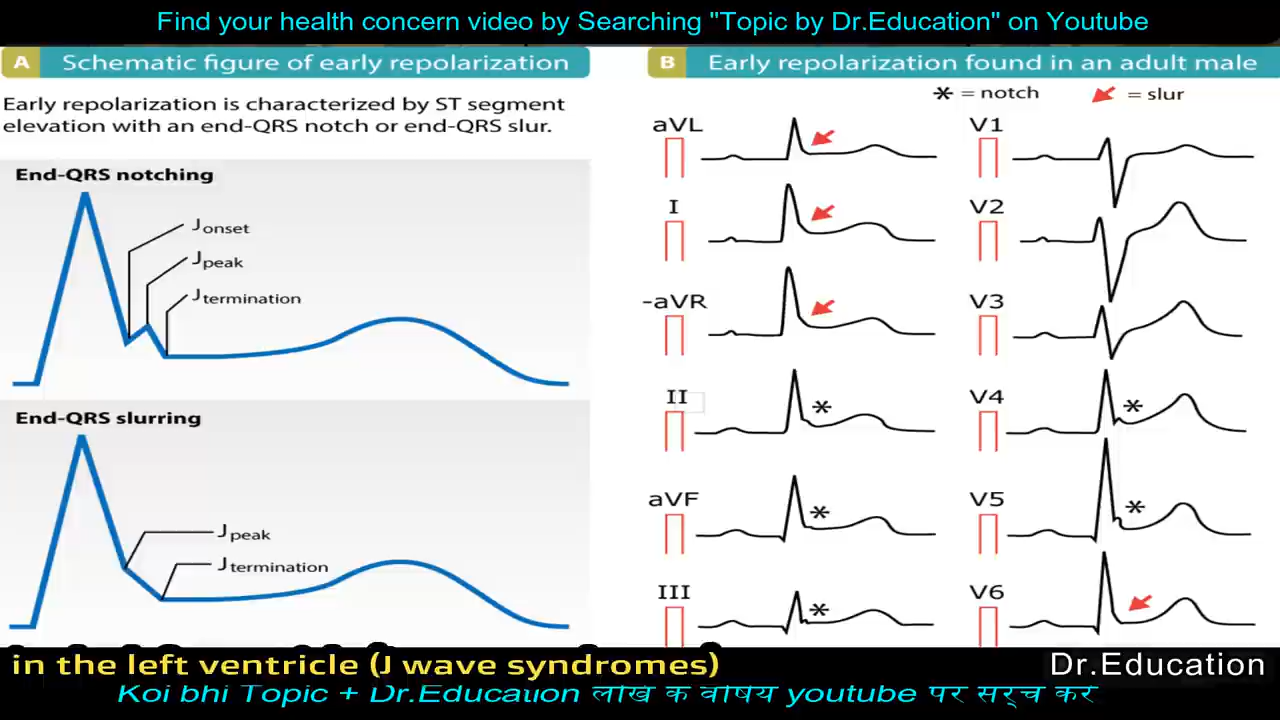 Find your health concern video by Searching "Topic by Dr.Education" on Youtube
A Schematic figure of early repolarization
Early repolarization is characterized by ST segment
elevation with an end-QRS notch or end-QRS slur.
End-QRS notching
Jonset
Jpeak
Jtermination
End-QRS slurring
Jpeak
Jtermination
B Early repolarization found in an adult male
* = notch = slur
aVL
I
-aVR
II
*
aVF
*
III
*
V1
V2
V3
V4
*
V5
*
V6
in the left ventricle (J wave syndromes)
Dr.Education
Koi bhi Topic + Dr.Education youtube पर